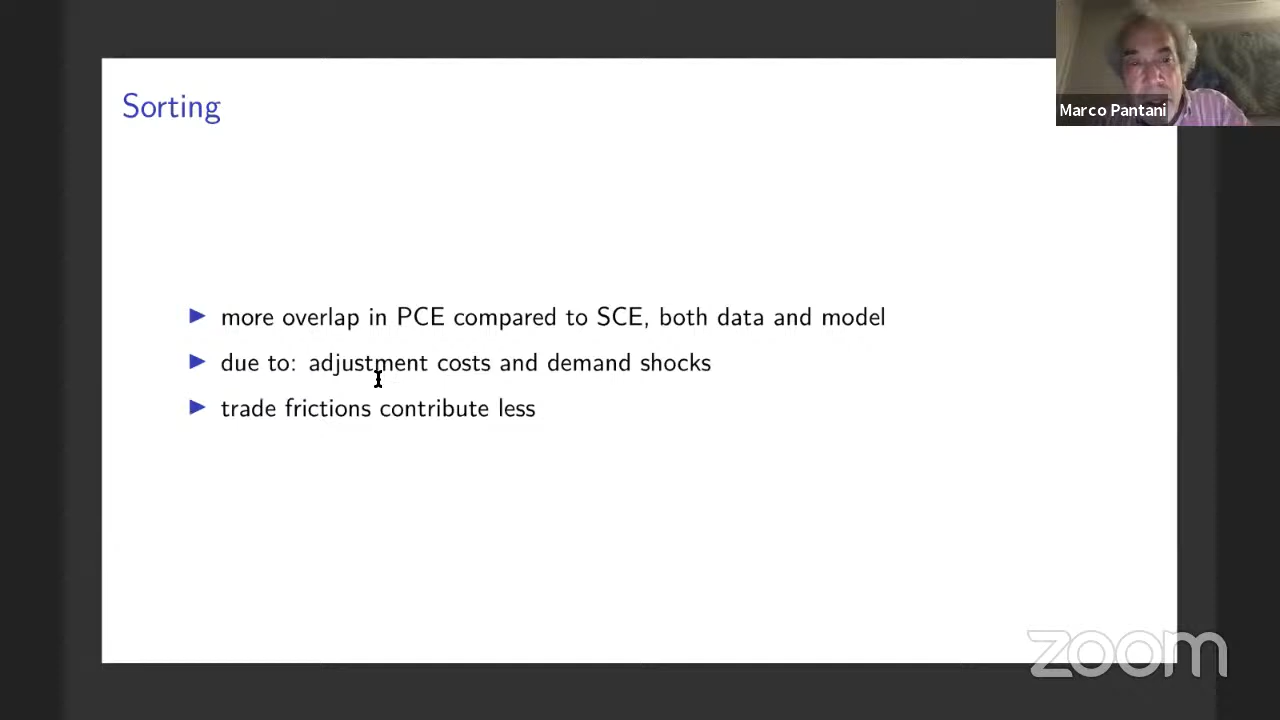 Marco Pantani
Sorting
more overlap in PCE compared to SCE, both data and model
due to: adjustment costs and demand shocks
trade frictions contribute less
zoom